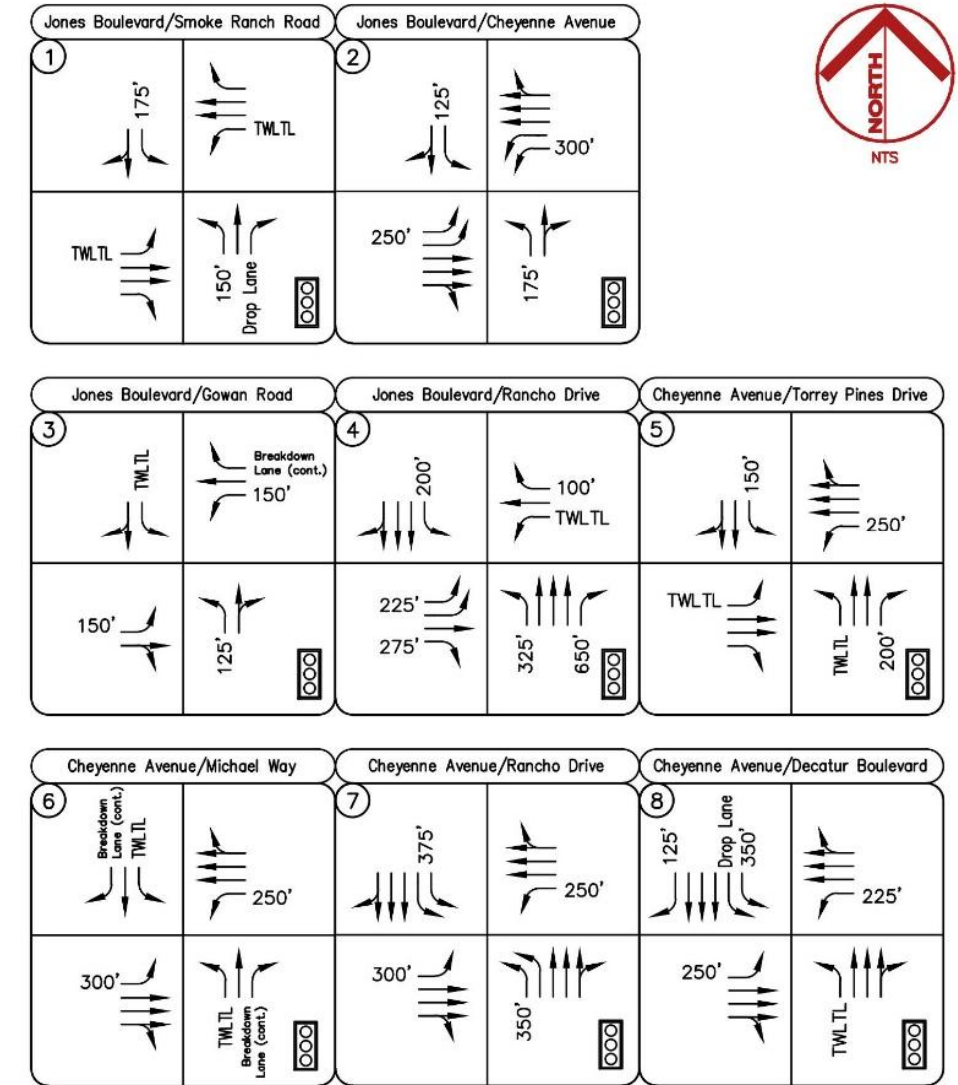 Jones Boulevard/Smoke Ranch Road
Jones Boulevard/Cheyenne Avenue
NORTH
NTS
1
175'
TWLTL
TWLTL
150'
Drop Lane
2
125'
300'
250'
175'
Jones Boulevard/Gowan Road
Jones Boulevard/Rancho Drive
Cheyenne Avenue/Torrey Pines Drive
3
TWLTL
Breakdown
Lane (cont.)
150'
150'
125'
4
200'
100'
TWLTL
225'
275'
325'
650'
5
150'
250'
TWLTL
TWLTL
200'
Cheyenne Avenue/Michael Way
Cheyenne Avenue/Rancho Drive
Cheyenne Avenue/Decatur Boulevard
6
Breakdown
Lane (cont.)
TWLTL
250'
300'
TWLTL
Breakdown
Lane (cont.)
7
375'
250'
300'
350'
8
125'
Drop Lane
350'
225'
250'
TWLTL